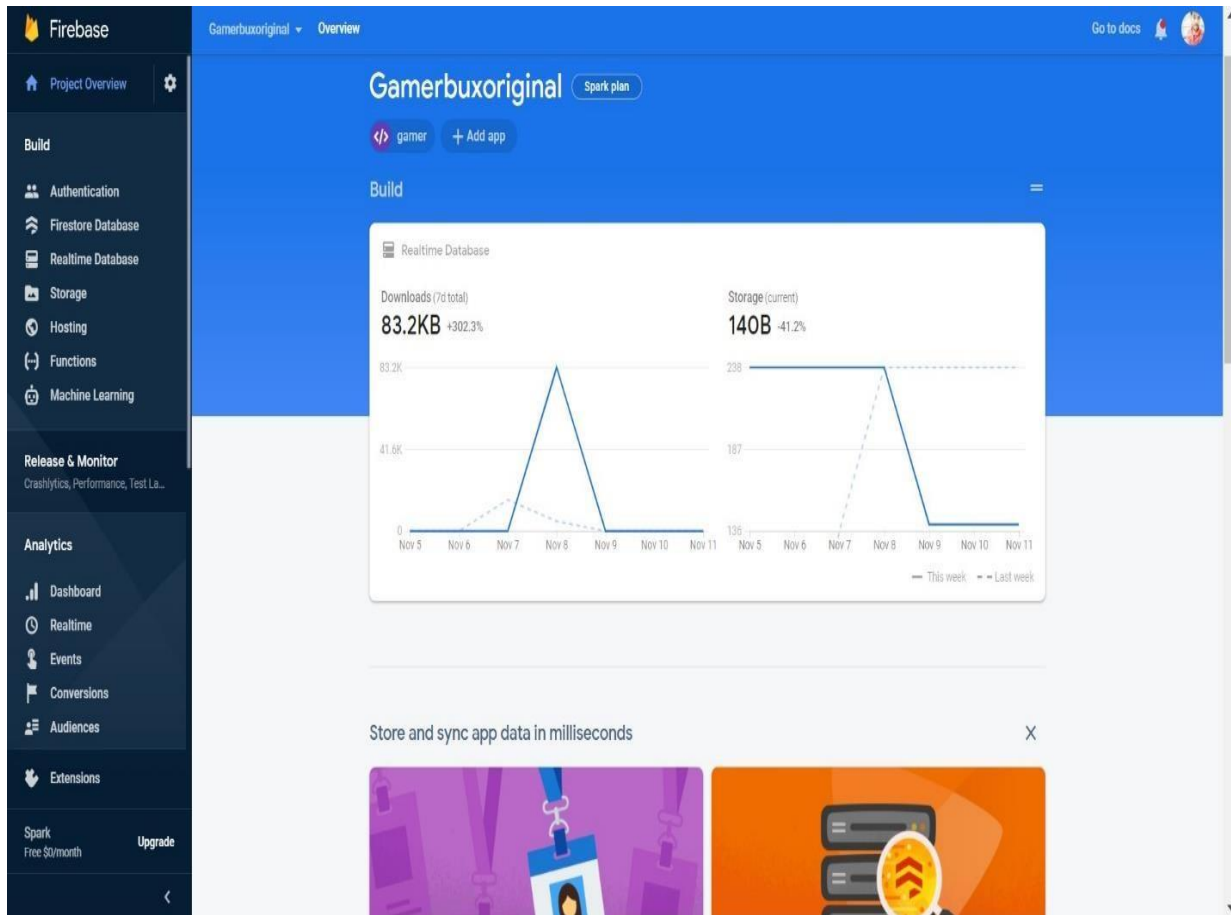 Firebase
Gamerbuxoriginal Overview
Go to docs
Project Overview
Build
Authentication
Firestore Database
Realtime Database
Storage
Hosting
Functions
Machine Learning
Release & Monitor
Crashlytics, Performance, Test La...
Analytics
Dashboard
Realtime
Events
Conversions
Audiences
Extensions
Spark
Free $0/month
Upgrade
Gamerbuxoriginal Spark plan
</> gamer + Add app
Build
Realtime Database
Downloads (7d total)
83.2KB +302.3%
83.2K
41.6K
0
Nov 5 Nov 6 Nov 7 Nov 8 Nov 9 Nov 10 Nov 11
Storage (current)
140B -41.2%
238
187
136
Nov 5 Nov 6 Nov 7 Nov 8 Nov 9 Nov 10 Nov 11
This week Last week
Store and sync app data in milliseconds